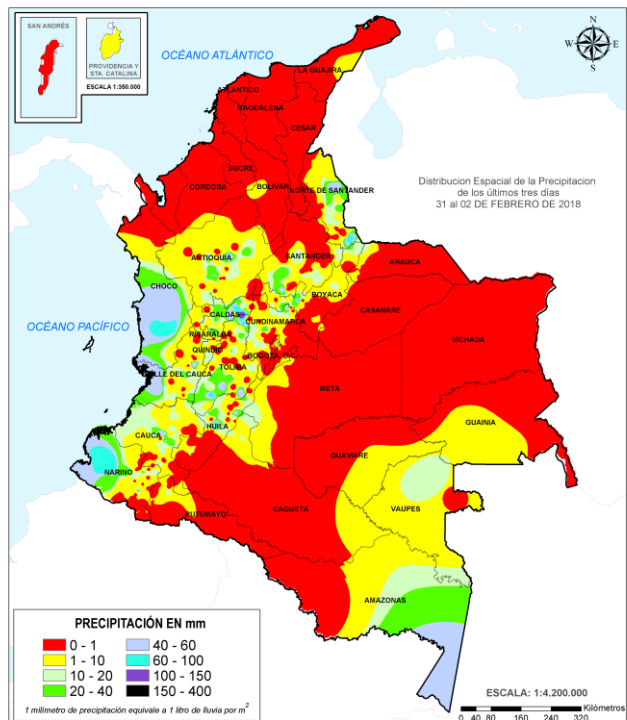 SAN ANDRÉS
PROVIDENCIA Y
STA. CATALINA
ESCALA 1:350.000
OCÉANO ATLÁNTICO
N
W
E
S
LA GUAJIRA
ATLANTICO
MAGDALENA
CESAR
SUCRE
CORDOBA
BOLIVAR
NORTE DE SANTANDER
Distribucion Espacial de la Precipitacion
de los últimos tres días
31 al 02 DE FEBRERO DE 2018
ANTIOQUIA
SANTANDER
ARAUCA
CHOCO
BOYACA
CASANARE
OCÉANO PACÍFICO
CALDAS
CUNDINAMARCA
RISARALDA
VICHADA
QUINDIO
BOGOTA, D.C.
VALLE DEL CAUCA
TOLIMA
META
GUAINIA
CAUCA
HUILA
GUAVIARE
NARIÑO
CAQUETA
VAUPES
PUTUMAYO
AMAZONAS
PRECIPITACIÓN EN mm
0 - 1
40 - 60
1 - 10
60 - 100
10 - 20
100 - 150
20 - 40
150 - 400
1 milimetro de precipitación equivale a 1 litro de lluvia por m²
ESCALA: 1:4.200.000
Kilómetros
0 40 80 160 240 320